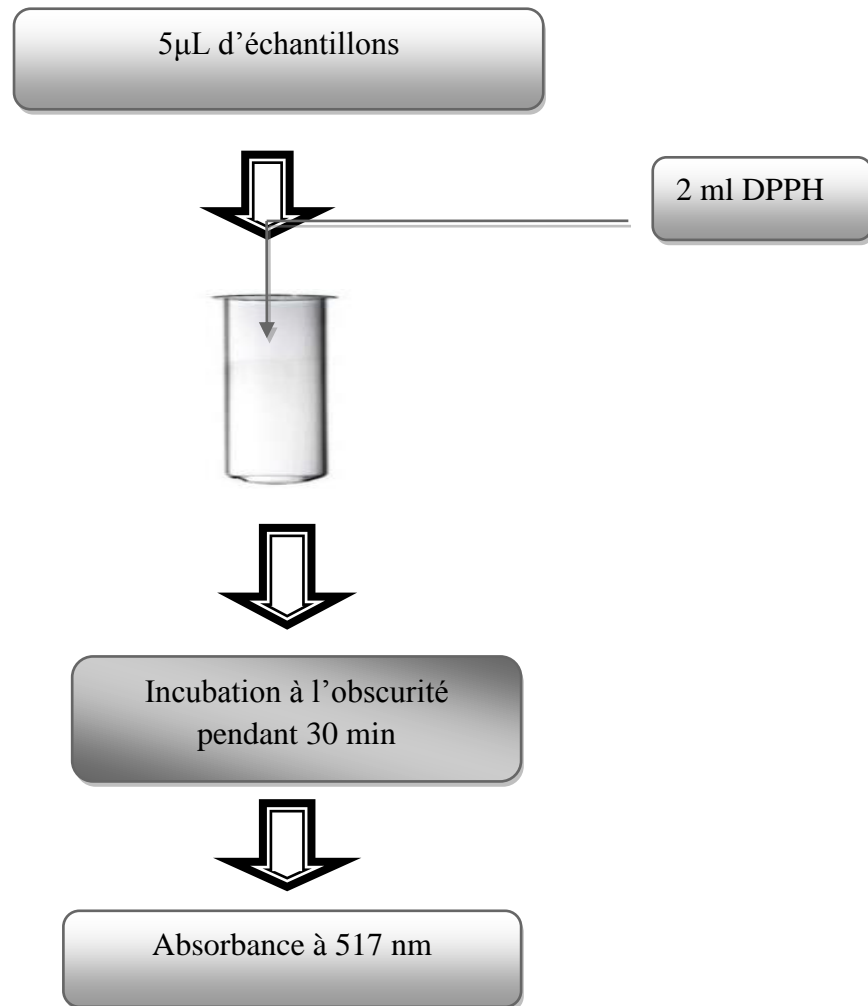 5μL d’échantillons
2 ml DPPH
Incubation à l’obscurité
pendant 30 min
Absorbance à 517 nm